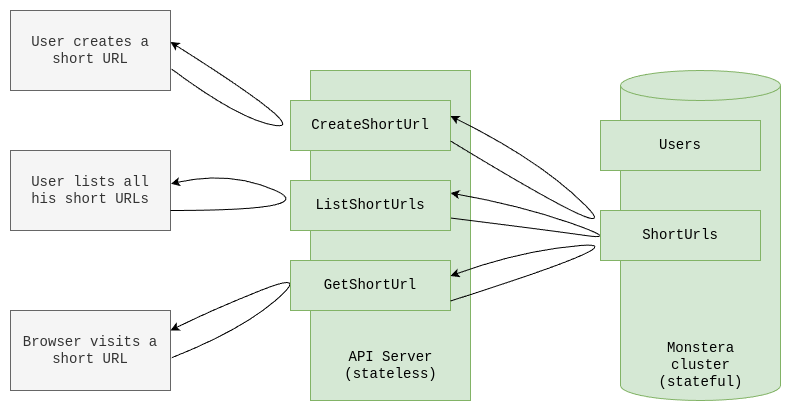 User creates a
short URL
CreateShortUrl
Users
User lists all
his short URLs
ListShortUrls
ShortUrls
GetShortUrl
Browser visits a
short URL
API Server
(stateless)
Monstera
cluster
(stateful)